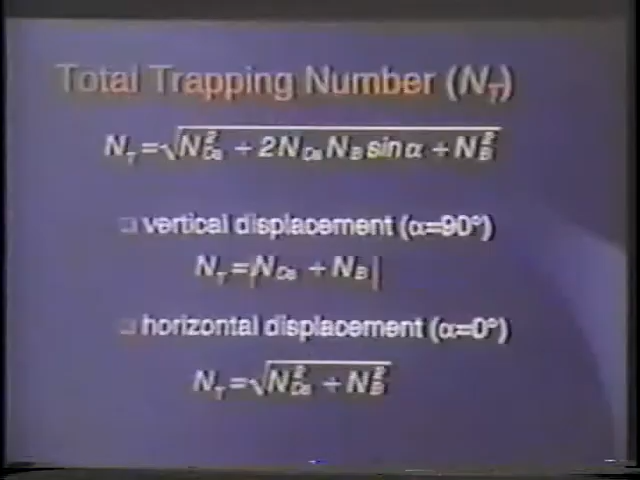 Total Trapping Number (N_T)
N_T = √(N_Ca² + 2N_Ca N_B sin α + N_B²)
❑ vertical displacement (α=90°)
N_T = |N_Ca + N_B|
❑ horizontal displacement (α=0°)
N_T = √(N_Ca² + N_B²)